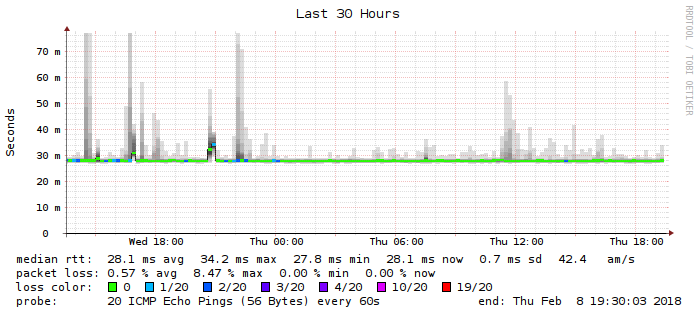 Last 30 Hours
RRDTOOL / TOBI OETIKER
Seconds
70 m
60 m
50 m
40 m
30 m
20 m
10 m
0
Wed 18:00 Thu 00:00 Thu 06:00 Thu 12:00 Thu 18:00
median rtt: 28.1 ms avg 34.2 ms max 27.8 ms min 28.1 ms now 0.7 ms sd 42.4 am/s
packet loss: 0.57 % avg 8.47 % max 0.00 % min 0.00 % now
loss color: 0 1/20 2/20 3/20 4/20 10/20 19/20
probe: 20 ICMP Echo Pings (56 Bytes) every 60s end: Thu Feb 8 19:30:03 2018